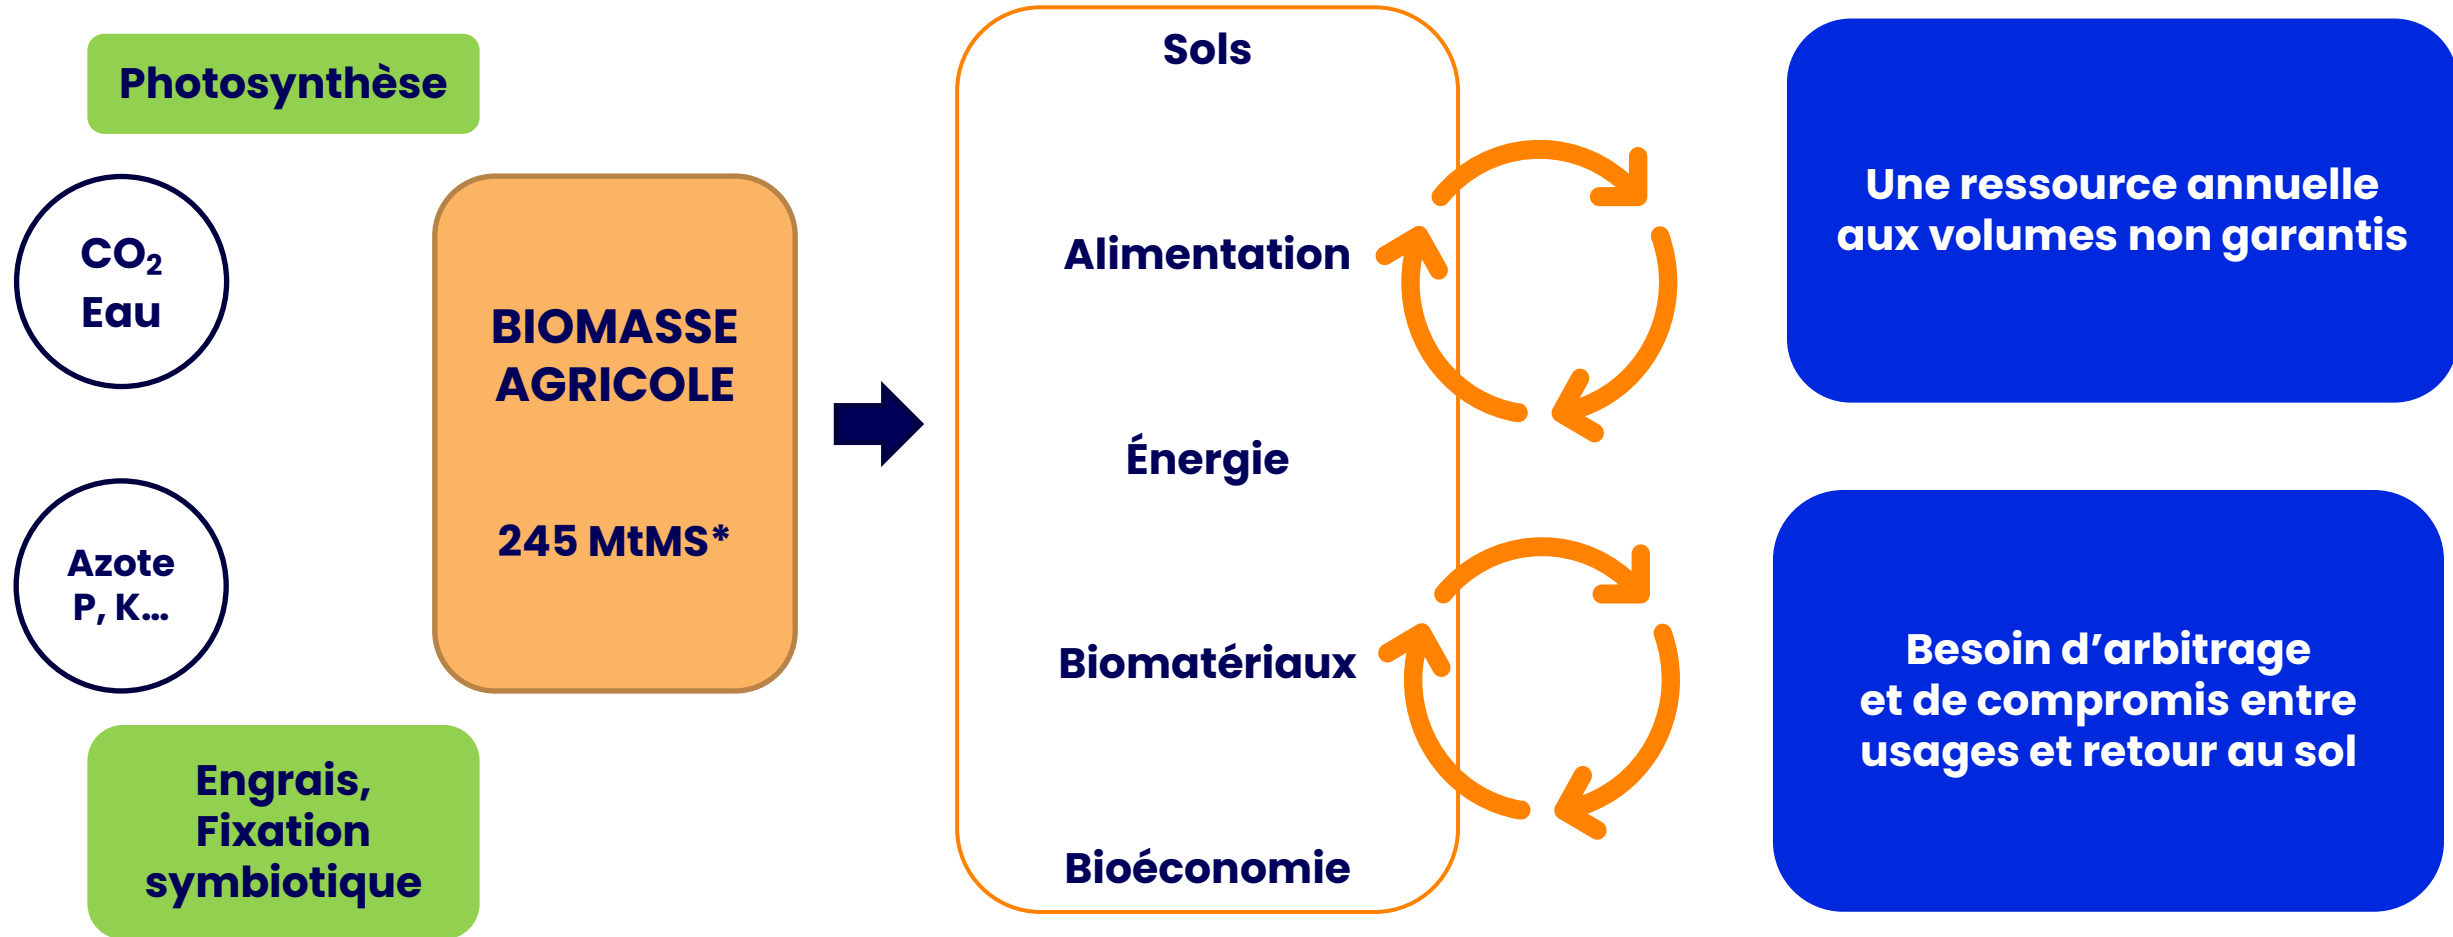 Photosynthèse
CO₂
Eau
Azote
P, K...
Engrais,
Fixation
symbiotique
BIOMASSE
AGRICOLE
245 MtMS*
Sols
Alimentation
Énergie
Biomatériaux
Bioéconomie
Une ressource annuelle
aux volumes non garantis
Besoin d’arbitrage
et de compromis entre
usages et retour au sol